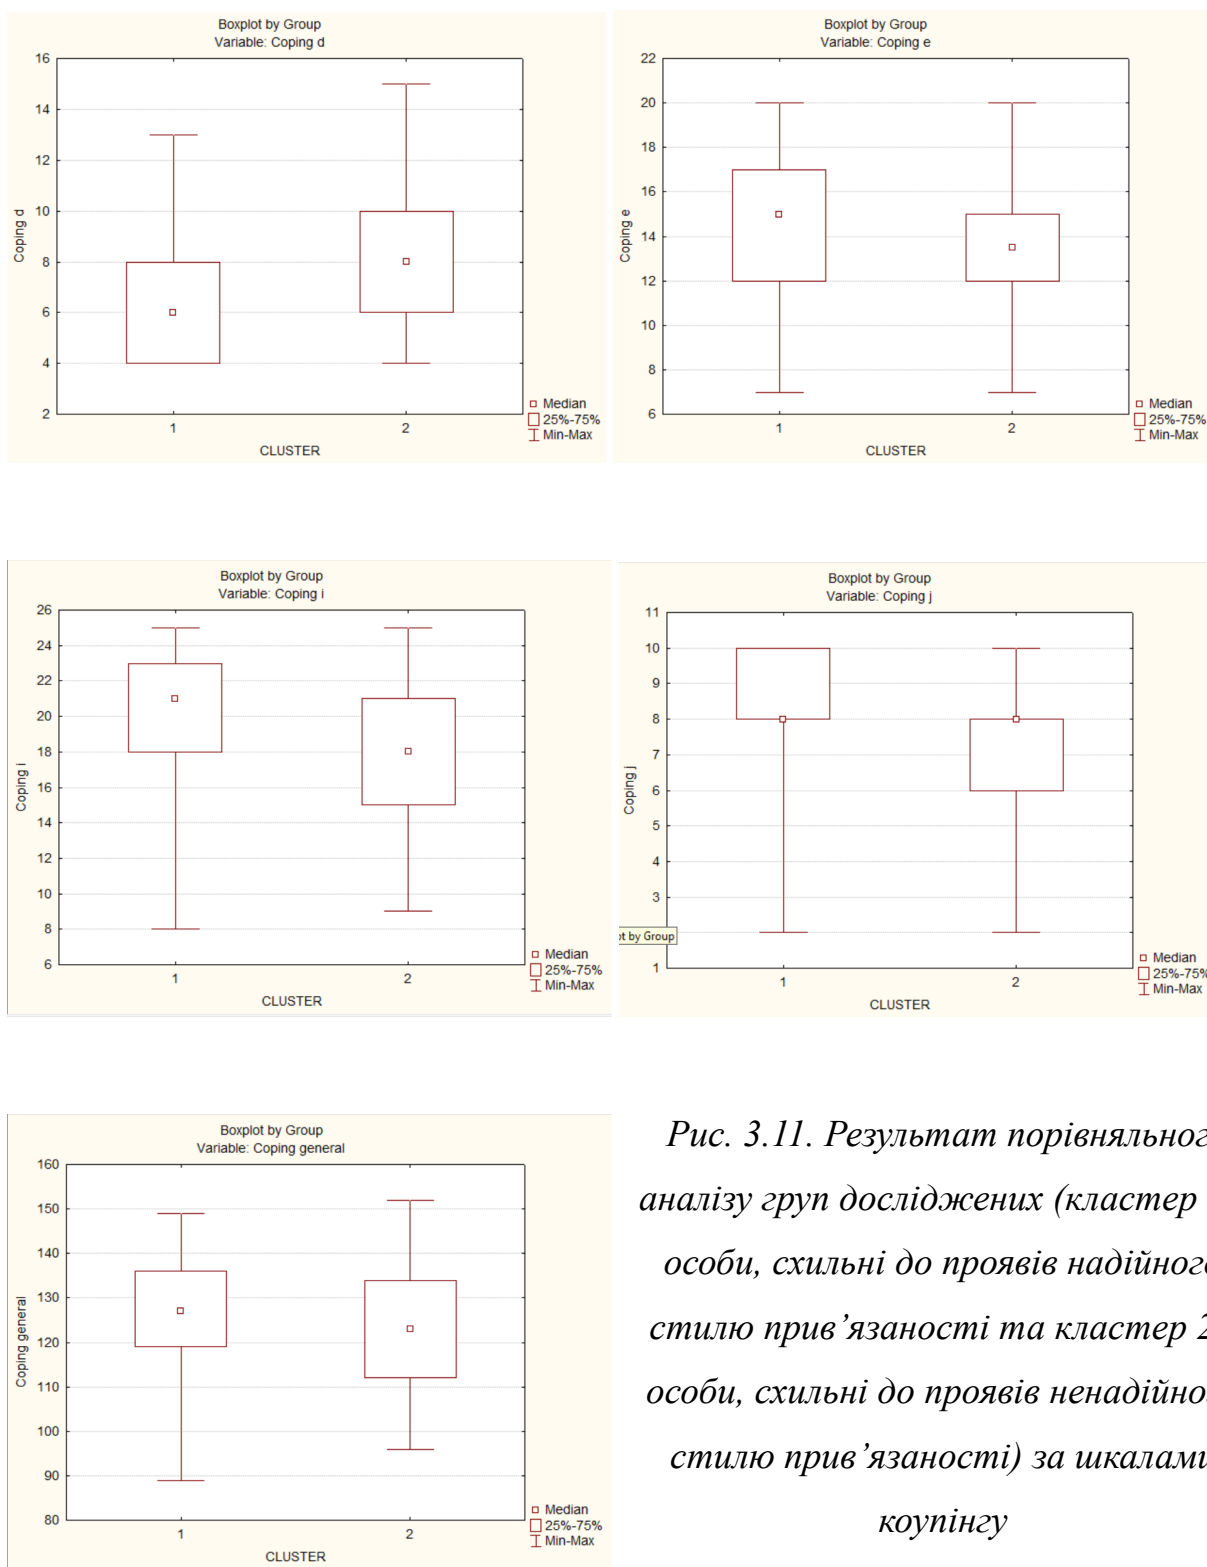 Boxplot by Group
Variable: Coping d
16
14
12
10
8
6
4
2
Coping d
1
2
CLUSTER
Median
25%-75%
Min-Max
Boxplot by Group
Variable: Coping e
22
20
18
16
14
12
10
8
6
Coping e
1
2
CLUSTER
Median
25%-75%
Min-Max
Boxplot by Group
Variable: Coping i
26
24
22
20
18
16
14
12
10
8
6
Coping i
1
2
CLUSTER
Median
25%-75%
Min-Max
Boxplot by Group
Variable: Coping j
11
10
9
8
7
6
5
4
3
1
Coping j
ot by Group
1
2
CLUSTER
Median
25%-75%
Min-Max
Boxplot by Group
Variable: Coping general
160
150
140
130
120
110
100
90
80
Coping general
1
2
CLUSTER
Median
25%-75%
Min-Max
Рис. 3.11. Результат порівняльног
аналізу груп досліджених (кластер
особи, схильні до проявів надійного
стилю прив’язаності та кластер 2
особи, схильні до проявів ненадійно
стилю прив’язаності) за шкалами
коупінгу